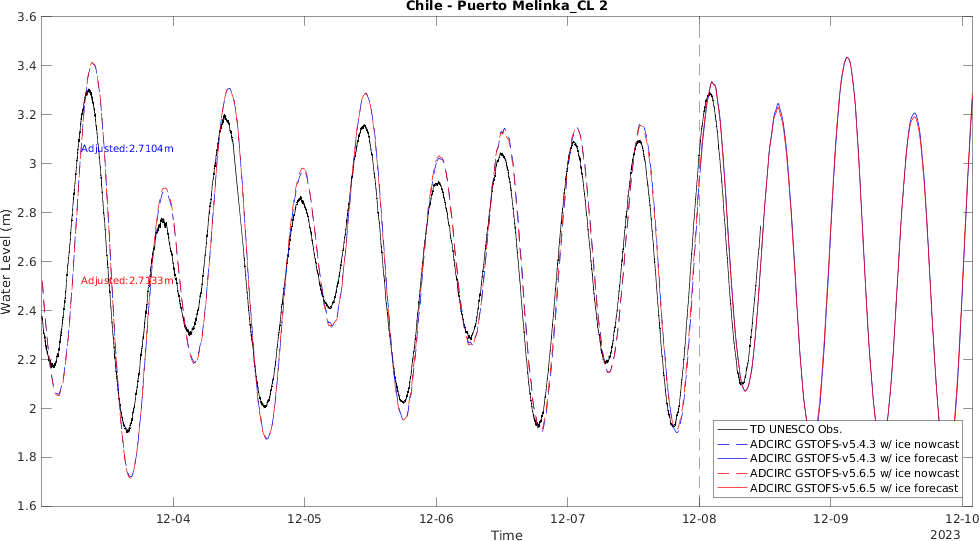 Chile - Puerto Melinka_CL 2
3.6
3.4
3.2
3
2.8
2.6
2.4
2.2
2
1.8
1.6
Water Level (m)
Adjusted:2.7104m
Adjusted:2.7133m
TD UNESCO Obs.
ADCIRC GSTOFS-v5.4.3 w/ ice nowcast
ADCIRC GSTOFS-v5.4.3 w/ ice forecast
ADCIRC GSTOFS-v5.6.5 w/ ice nowcast
ADCIRC GSTOFS-v5.6.5 w/ ice forecast
12-04 12-05 12-06 12-07 12-08 12-09 12-10
Time
2023